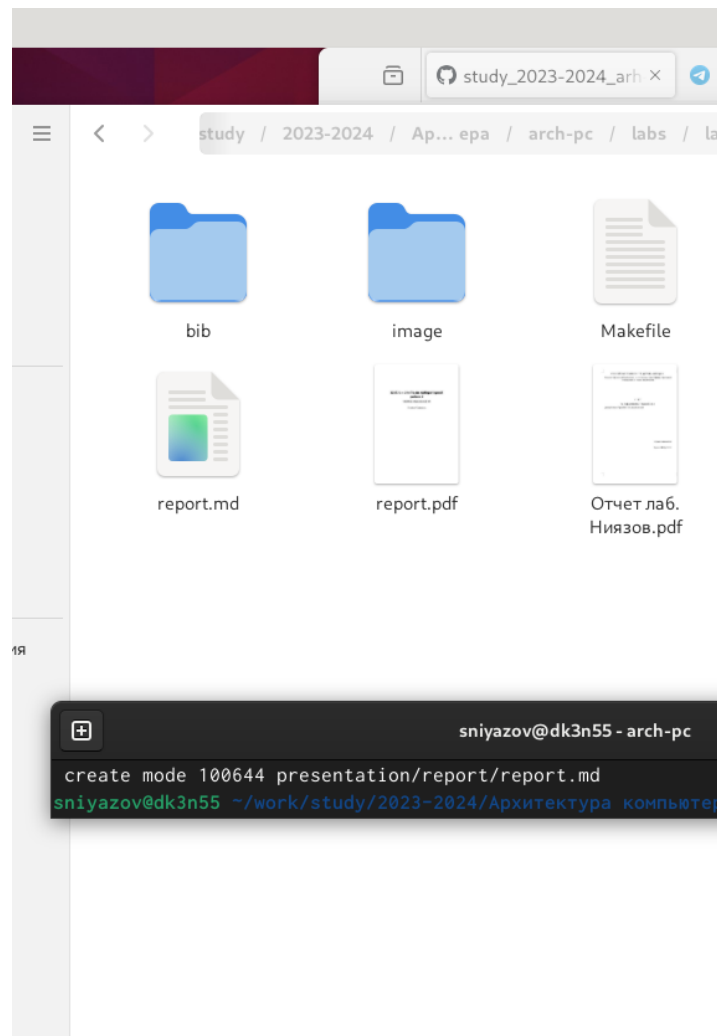 study_2023-2024_arh
study / 2023-2024 / Ар… ера / arch-pc / labs / la
bib
image
Makefile
report.md
report.pdf
Отчет лаб.
Ниязов.pdf
ия
sniyazov@dk3n55 - arch-pc
create mode 100644 presentation/report/report.md
sniyazov@dk3n55 ~/work/study/2023-2024/Архитектура компьютер